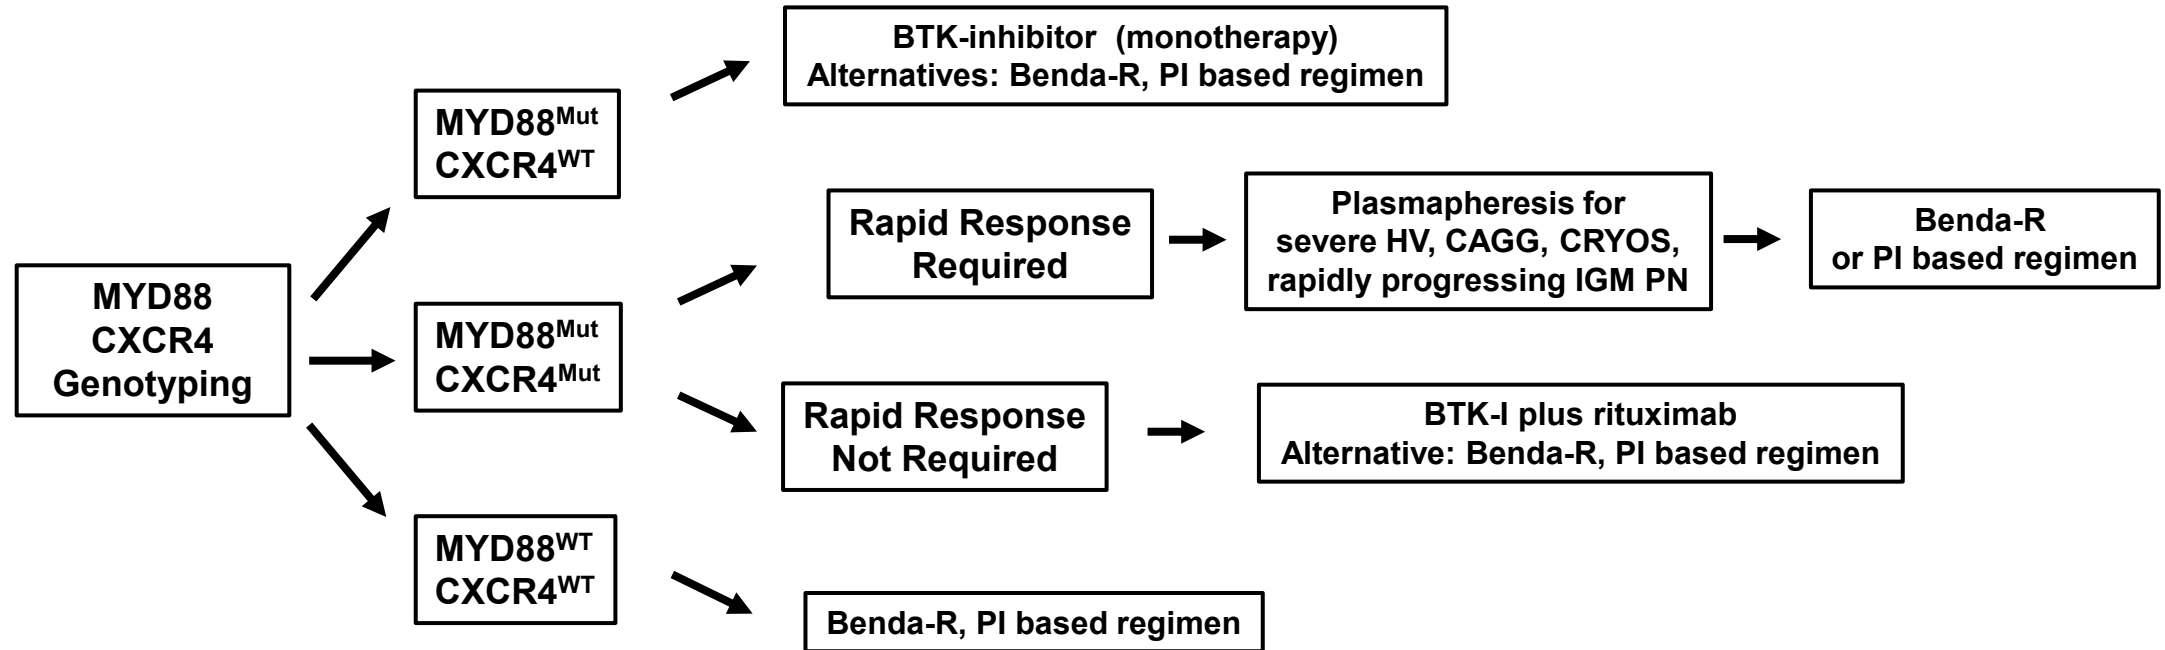 MYD88
CXCR4
Genotyping
MYD88Mut
CXCR4WT
BTK-inhibitor (monotherapy)
Alternatives: Benda-R, PI based regimen
MYD88Mut
CXCR4Mut
Rapid Response
Required
Plasmapheresis for
severe HV, CAGG, CRYOS,
rapidly progressing IGM PN
Benda-R
or PI based regimen
Rapid Response
Not Required
BTK-I plus rituximab
Alternative: Benda-R, PI based regimen
MYD88WT
CXCR4WT
Benda-R, PI based regimen